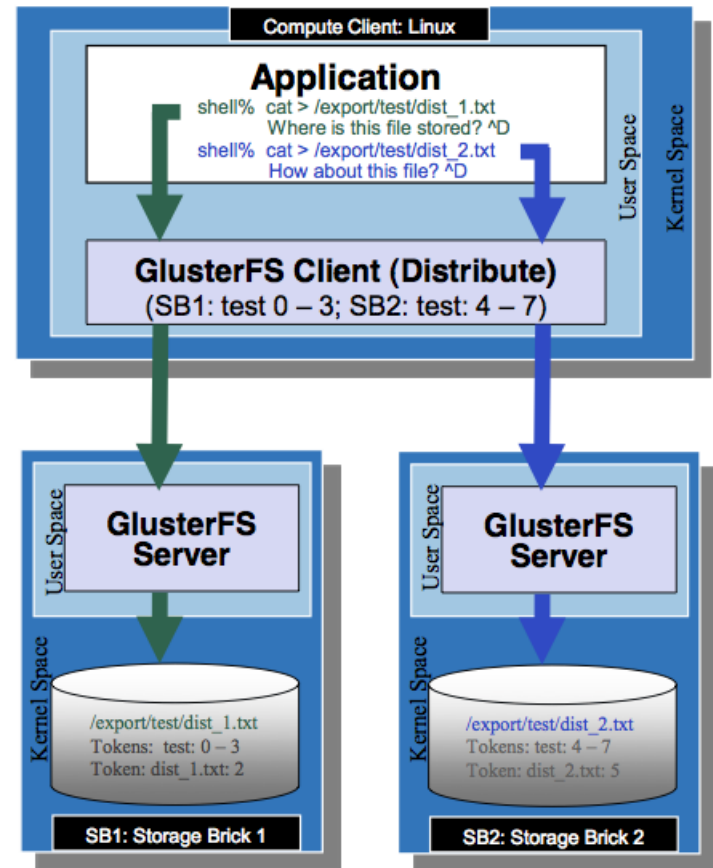 Compute Client: Linux
Application
shell% cat > /export/test/dist_1.txt
Where is this file stored? ^D
shell% cat > /export/test/dist_2.txt
How about this file? ^D
User Space
Kernel Space
GlusterFS Client (Distribute)
(SB1: test 0 – 3; SB2: test: 4 – 7)
User Space
GlusterFS
Server
Kernel Space
/export/test/dist_1.txt
Tokens: test: 0 – 3
Token: dist_1.txt: 2
SB1: Storage Brick 1
User Space
GlusterFS
Server
Kernel Space
/export/test/dist_2.txt
Tokens: test: 4 – 7
Token: dist_2.txt: 5
SB2: Storage Brick 2